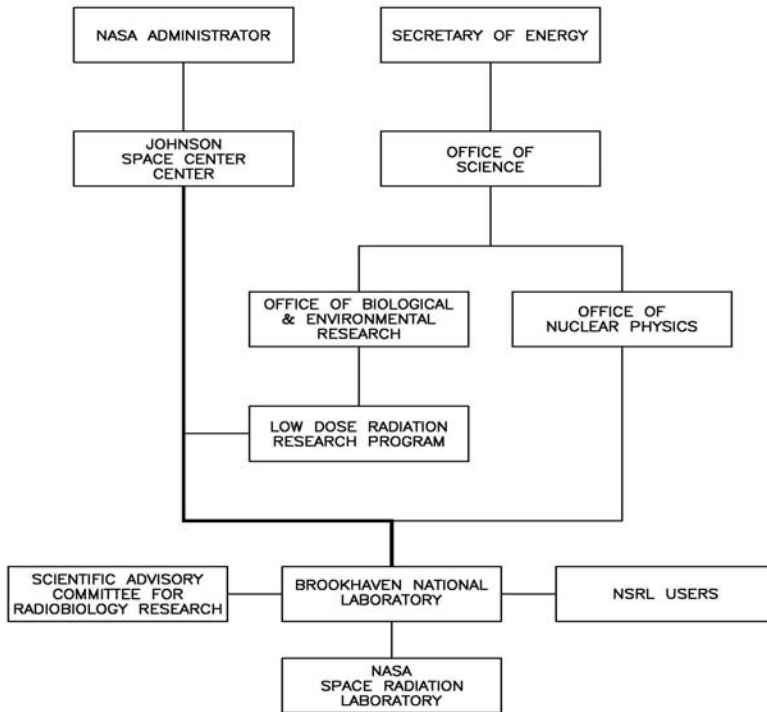 NASA ADMINISTRATOR
SECRETARY OF ENERGY
JOHNSON
SPACE CENTER
CENTER
OFFICE OF
SCIENCE
OFFICE OF BIOLOGICAL
& ENVIRONMENTAL
RESEARCH
OFFICE OF
NUCLEAR PHYSICS
LOW DOSE RADIATION
RESEARCH PROGRAM
SCIENTIFIC ADVISORY
COMMITTEE FOR
RADIOBIOLOGY RESEARCH
BROOKHAVEN NATIONAL
LABORATORY
NSRL USERS
NASA
SPACE RADIATION
LABORATORY